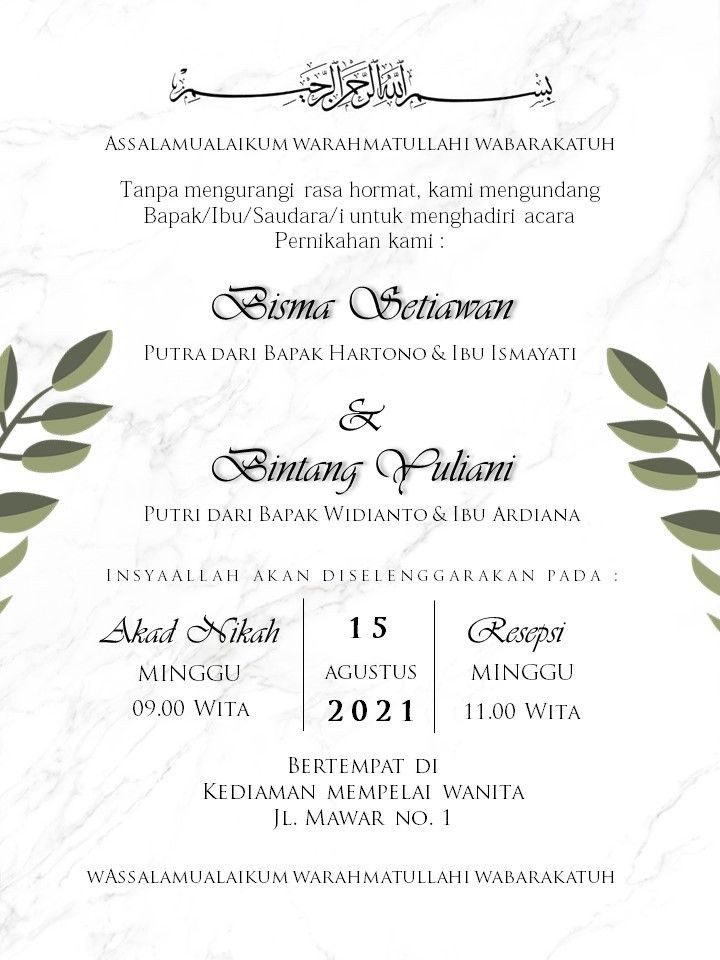 بسم الله الرحمن الرحيم
Assalamualaikum warahmatullahi wabarakatuh
Tanpa mengurangi rasa hormat, kami mengundang
Bapak/Ibu/Saudara/i untuk menghadiri acara
Pernikahan kami :
Bisma Setiawan
Putra dari Bapak Hartono & Ibu Ismayati
&
Bintang Yuliani
Putri dari Bapak Widianto & Ibu Ardiana
Insyaallah akan diselenggarakan pada :
Akad Nikah
MINGGU
09.00 Wita
15
AGUSTUS
2021
Resepsi
MINGGU
11.00 Wita
Bertempat di
Kediaman mempelai wanita
Jl. Mawar no. 1
wAssalamualaikum warahmatullahi wabarakatuh